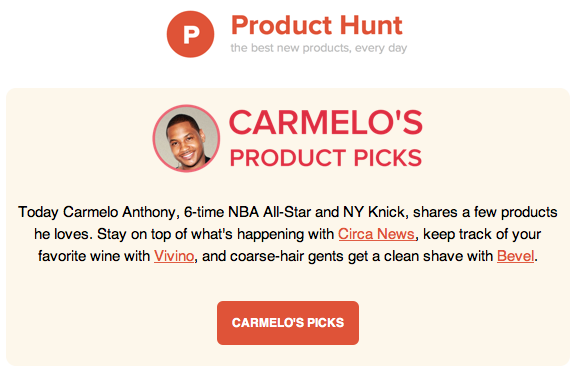 P
Product Hunt
the best new products, every day
CARMELO'S
PRODUCT PICKS
Today Carmelo Anthony, 6-time NBA All-Star and NY Knick, shares a few products
he loves. Stay on top of what's happening with Circa News, keep track of your
favorite wine with Vivino, and coarse-hair gents get a clean shave with Bevel.
CARMELO'S PICKS